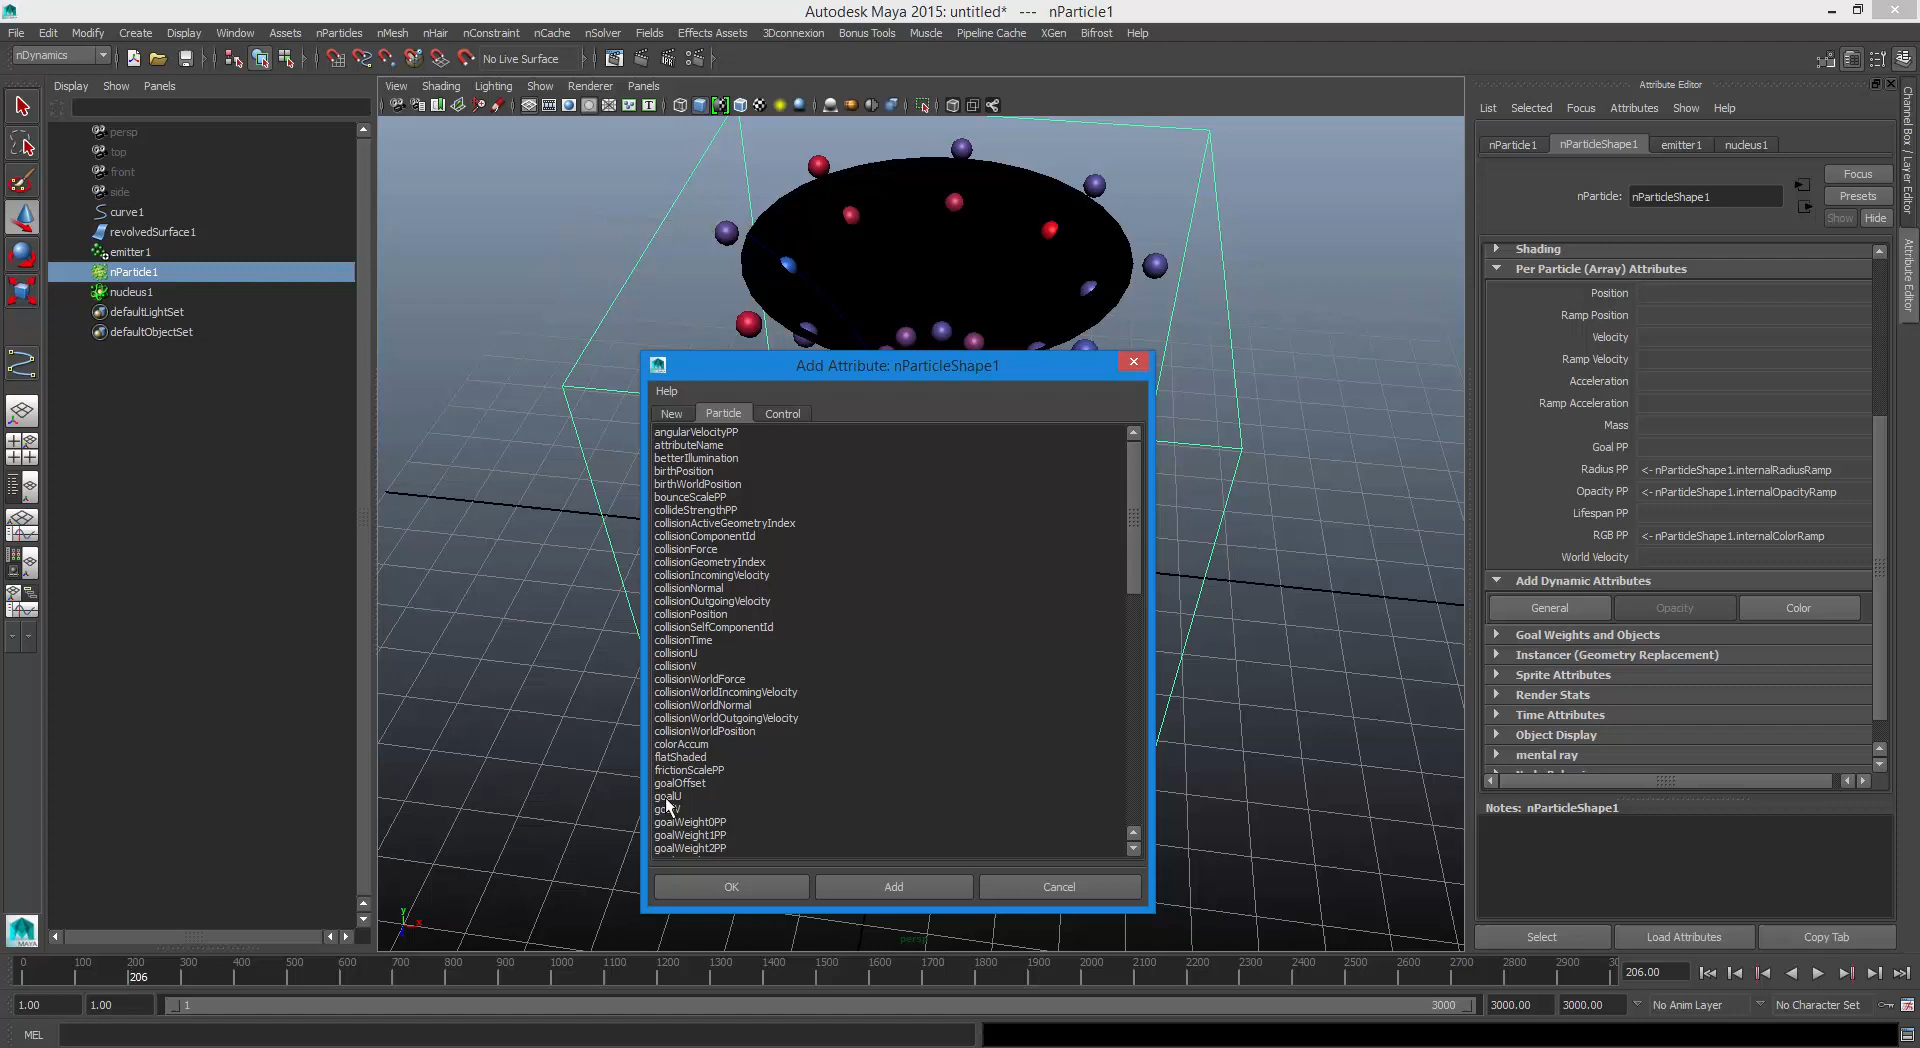 Autodesk Maya 2015: untitled* --- nParticle1
File Edit Modify Create Display Window Assets nParticles nMesh nHair nConstraint nCache nSolver Fields Effects Assets 3Dconnexion Bonus Tools Muscle Pipeline Cache XGen Bifrost Help
nDynamics No Live Surface
Display Show Panels
View Shading Lighting Show Renderer Panels
Attribute Editor
List Selected Focus Attributes Show Help
persp
top
front
side
curve1
revolvedSurface1
emitter1
nParticle1
nucleus1
defaultLightSet
defaultObjectSet
nParticle1 nParticleShape1 emitter1 nucleus1
Focus
nParticle: nParticleShape1 Presets
Show Hide
Shading
Per Particle (Array) Attributes
Position
Ramp Position
Velocity
Ramp Velocity
Acceleration
Ramp Acceleration
Mass
Goal PP
Radius PP <- nParticleShape1.internalRadiusRamp
Opacity PP <- nParticleShape1.internalOpacityRamp
Lifespan PP
RGB PP <- nParticleShape1.internalColorRamp
World Velocity
Add Dynamic Attributes
General Opacity Color
Goal Weights and Objects
Instancer (Geometry Replacement)
Sprite Attributes
Render Stats
Time Attributes
Object Display
mental ray
Notes: nParticleShape1
Select Load Attributes Copy Tab
Channel Box / Layer Editor
Attribute Editor
Add Attribute: nParticleShape1
Help
New Particle Control
angularVelocityPP
attributeName
betterIllumination
birthPosition
birthWorldPosition
bounceScalePP
collideStrengthPP
collisionActiveGeometryIndex
collisionComponentId
collisionForce
collisionGeometryIndex
collisionIncomingVelocity
collisionNormal
collisionOutgoingVelocity
collisionPosition
collisionSelfComponentId
collisionTime
collisionU
collisionV
collisionWorldForce
collisionWorldIncomingVelocity
collisionWorldNormal
collisionWorldOutgoingVelocity
collisionWorldPosition
colorAccum
flatShaded
frictionScalePP
goalOffset
goalU
goalWeight0PP
goalWeight1PP
goalWeight2PP
OK Add Cancel
y x
persp
MAYA
0 100 200 300 400 500 600 700 800 900 1000 1100 1200 1300 1400 1500 1600 1700 1800 1900 2000 2100 2200 2300 2400 2500 2600 2700 2800 2900
206
206.00
1.00 1.00 1 3000 3000.00 3000.00 No Anim Layer No Character Set
MEL